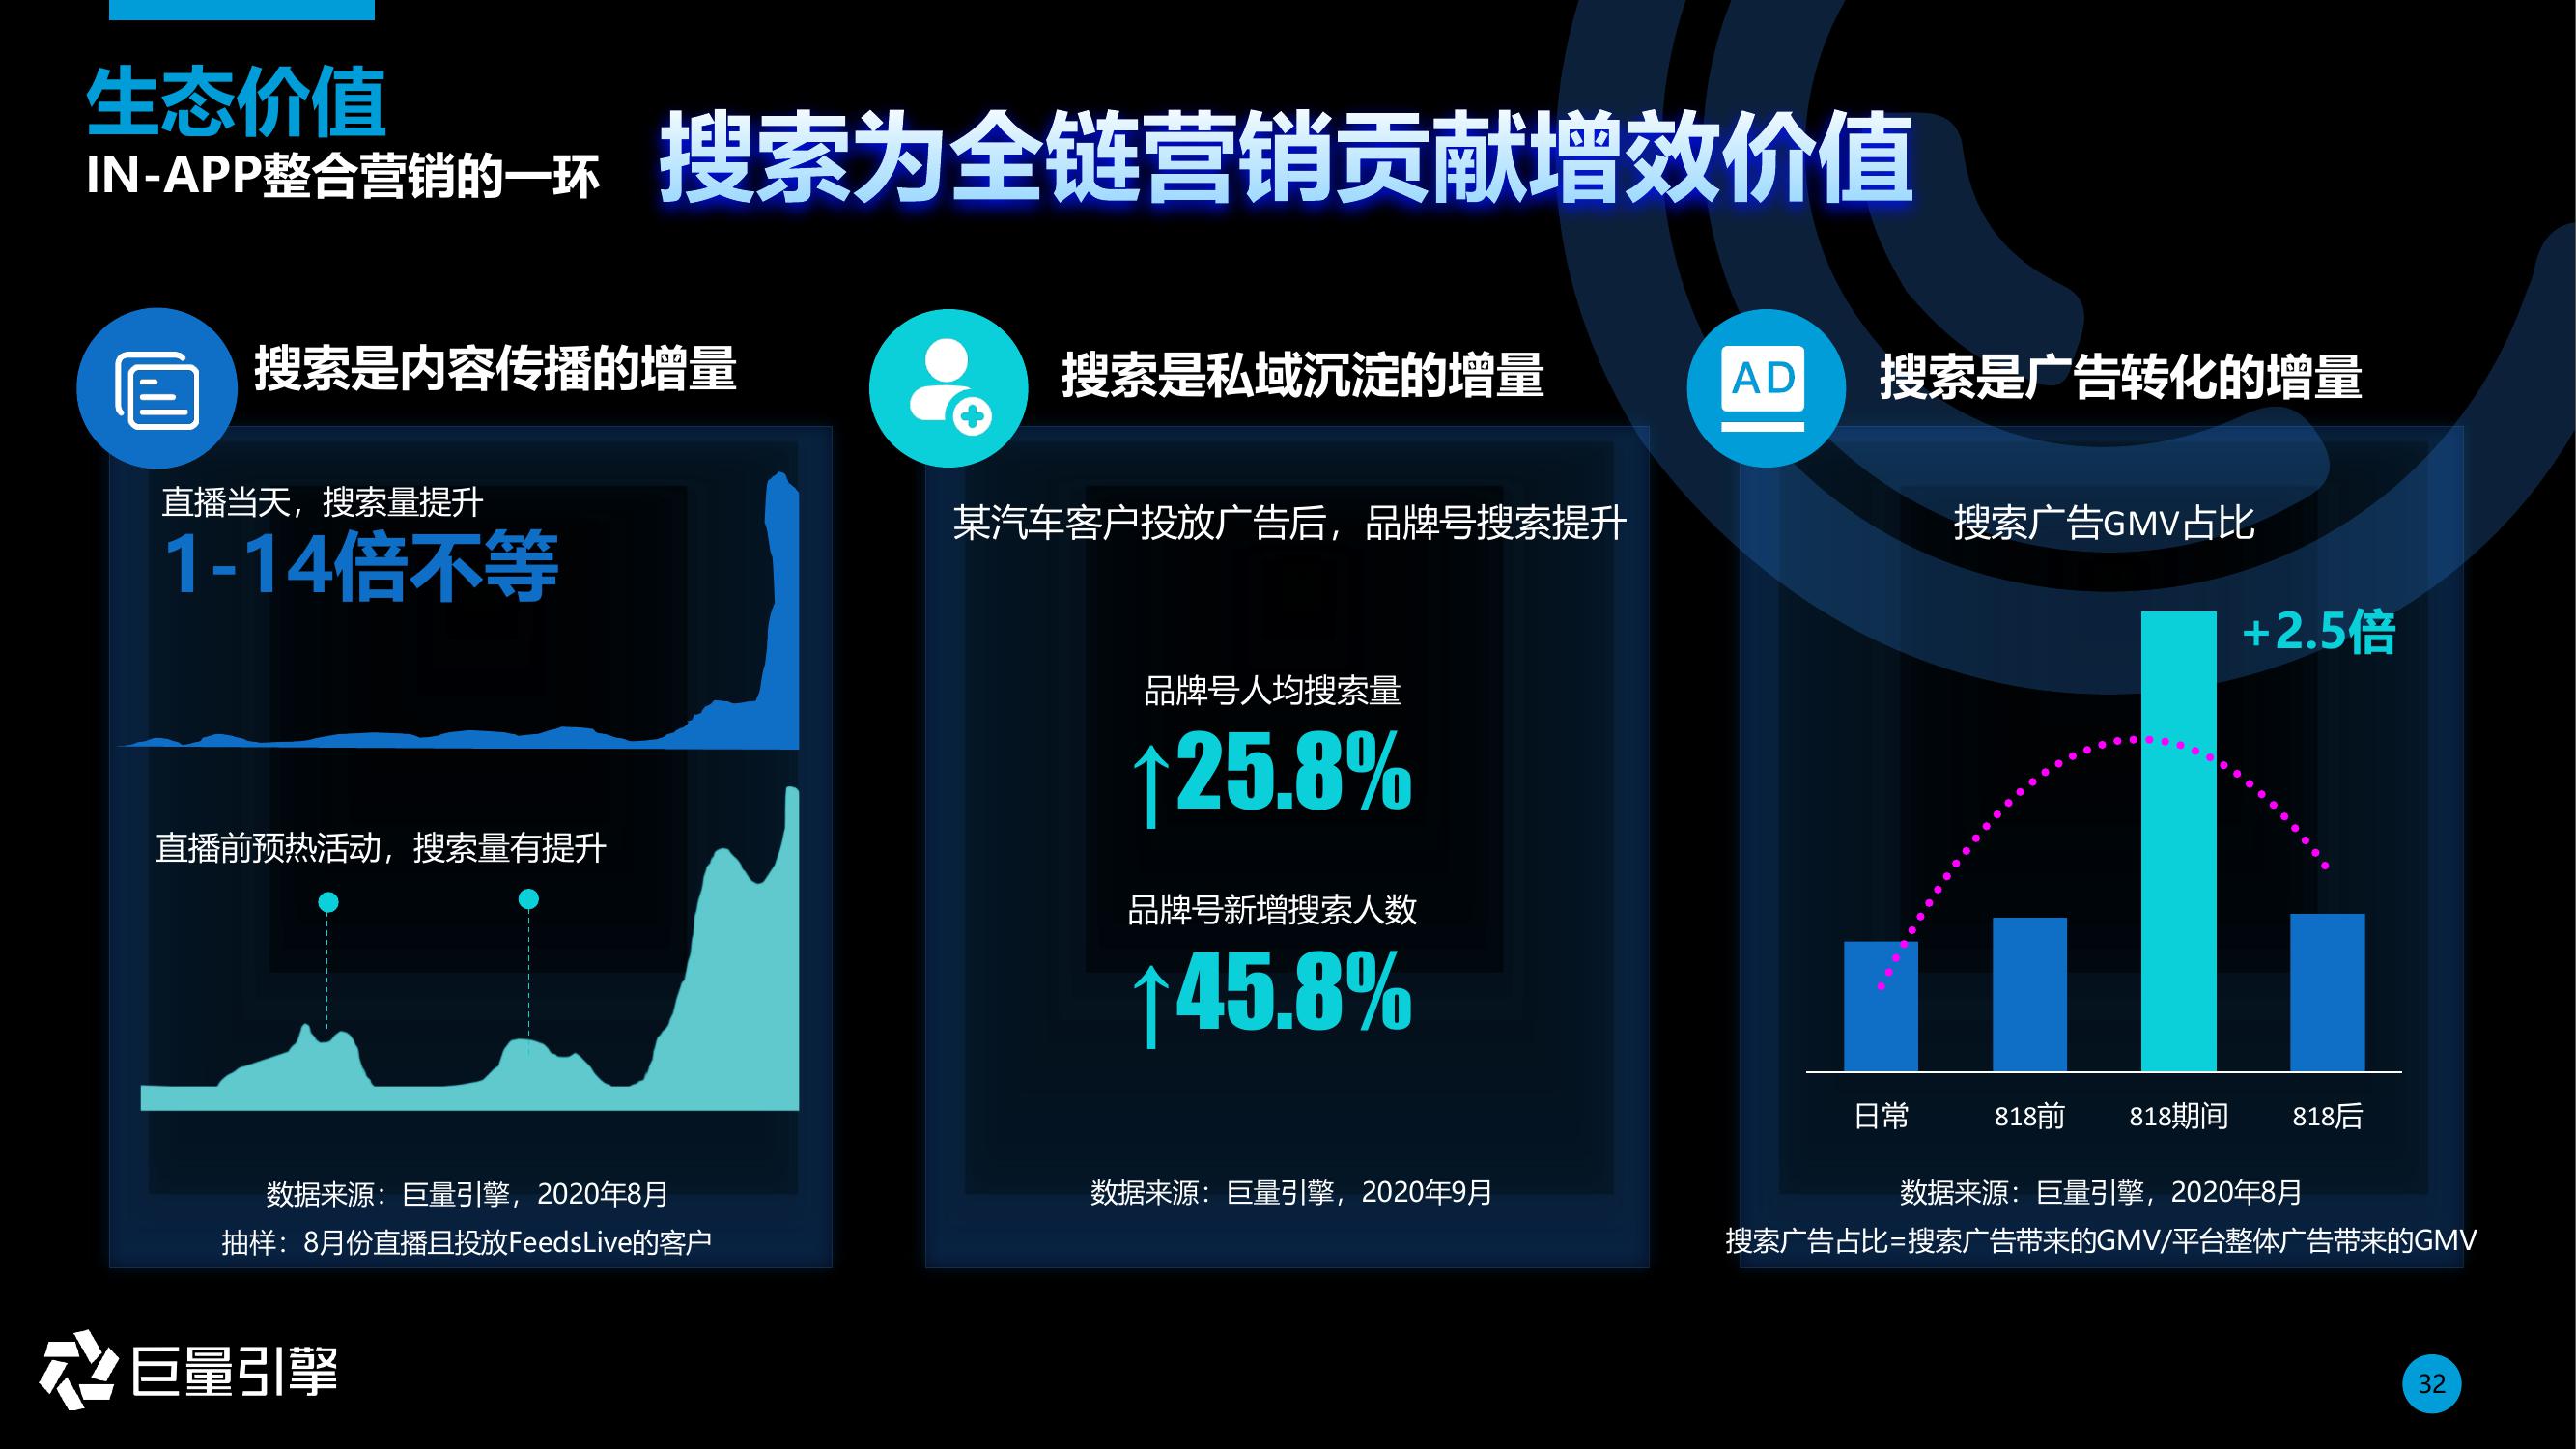 生态价值
IN-APP整合营销的一环
搜索为全链营销贡献增效价值
搜索是内容传播的增量
直播当天，搜索量提升
1-14倍不等
直播前预热活动，搜索量有提升
数据来源：巨量引擎，2020年8月
抽样：8月份直播且投放FeedsLive的客户
搜索是私域沉淀的增量
某汽车客户投放广告后，品牌号搜索提升
品牌号人均搜索量
↑25.8%
品牌号新增搜索人数
↑45.8%
数据来源：巨量引擎，2020年9月
AD
搜索是广告转化的增量
搜索广告GMV占比
+2.5倍
日常 818前 818期间 818后
数据来源：巨量引擎，2020年8月
搜索广告占比=搜索广告带来的GMV/平台整体广告带来的GMV
巨量引擎
32